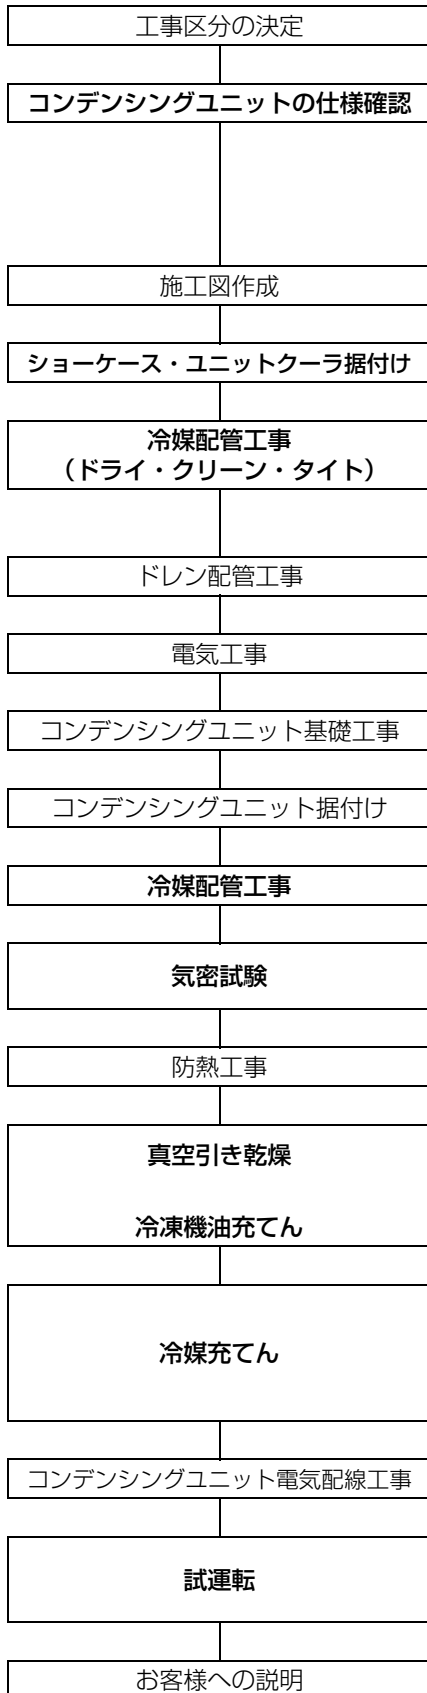 工事区分の決定
コンデンシングユニットの仕様確認
施工図作成
ショーケース・ユニットクーラ据付け
冷媒配管工事
（ドライ・クリーン・タイト）
ドレン配管工事
電気工事
コンデンシングユニット基礎工事
コンデンシングユニット据付け
冷媒配管工事
気密試験
防熱工事
真空引き乾燥
冷凍機油充てん
冷媒充てん
コンデンシングユニット電気配線工事
試運転
お客様への説明